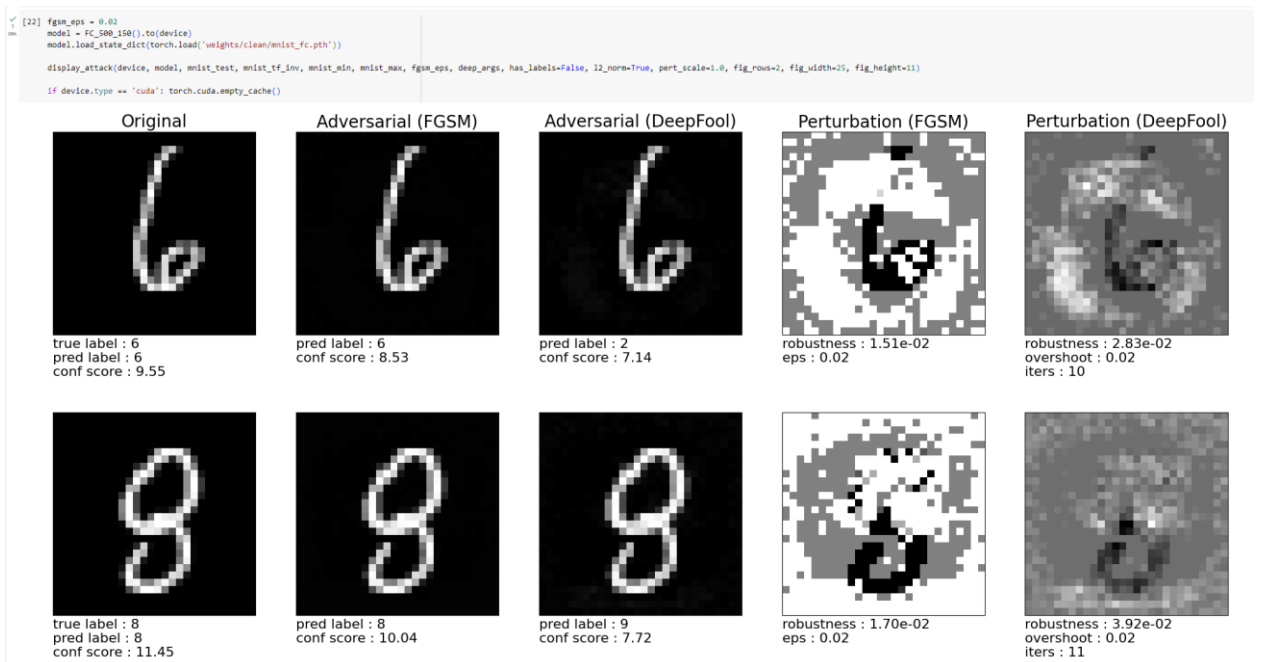 [22] fgsm_eps = 0.02
model = FC_500_150().to(device)
model.load_state_dict(torch.load('weights/clean/mnist_fc.pth'))
display_attack(device, model, mnist_test, mnist_tf_inv, mnist_min, mnist_max, fgsm_eps, deep_args, has_labels=False, l2_norm=True, pert_scale=1.0, fig_rows=2, fig_width=25, fig_height=11)
if device.type == 'cuda': torch.cuda.empty_cache()
Original Adversarial (FGSM) Adversarial (DeepFool) Perturbation (FGSM) Perturbation (DeepFool)
true label : 6
pred label : 6
conf score : 9.55
pred label : 6
conf score : 8.53
pred label : 2
conf score : 7.14
robustness : 1.51e-02
eps : 0.02
robustness : 2.83e-02
overshoot : 0.02
iters : 10
true label : 8
pred label : 8
conf score : 11.45
pred label : 8
conf score : 10.04
pred label : 9
conf score : 7.72
robustness : 1.70e-02
eps : 0.02
robustness : 3.92e-02
overshoot : 0.02
iters : 11